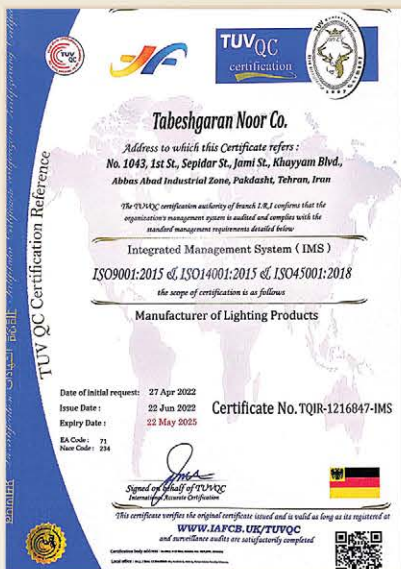 TUV
QC
TUV QC
certification
Tabeshgaran Noor Co.
Address to which this Certificate refers :
No. 1043, 1st St., Sepidar St., Jami St., Khayyam Blvd.,
Abbas Abad Industrial Zone, Pakdasht, Tehran, Iran
The TUVQC certification authority of branch I.R.I confirms that the
organization's management system is audited and complies with the
standard management requirements detailed below
Integrated Management System ( IMS )
ISO9001:2015 & ISO14001:2015 & ISO45001:2018
the scope of certification is as follows
Manufacturer of Lighting Products
Date of initial request: 27 Apr 2022
Issue Date : 22 Jun 2022
Expiry Date : 22 May 2025
Certificate No. TQIR-1216847-IMS
EA Code : 71
Nace Code : 234
Signed on behalf of TUVQC
International Accurate Certification
This certificate verifies the original certificate issued and is valid as long as its registered at
WWW.IAFCB.UK/TUVQC
and surveillance audits are satisfactorily completed
TUV QC Certification Reference